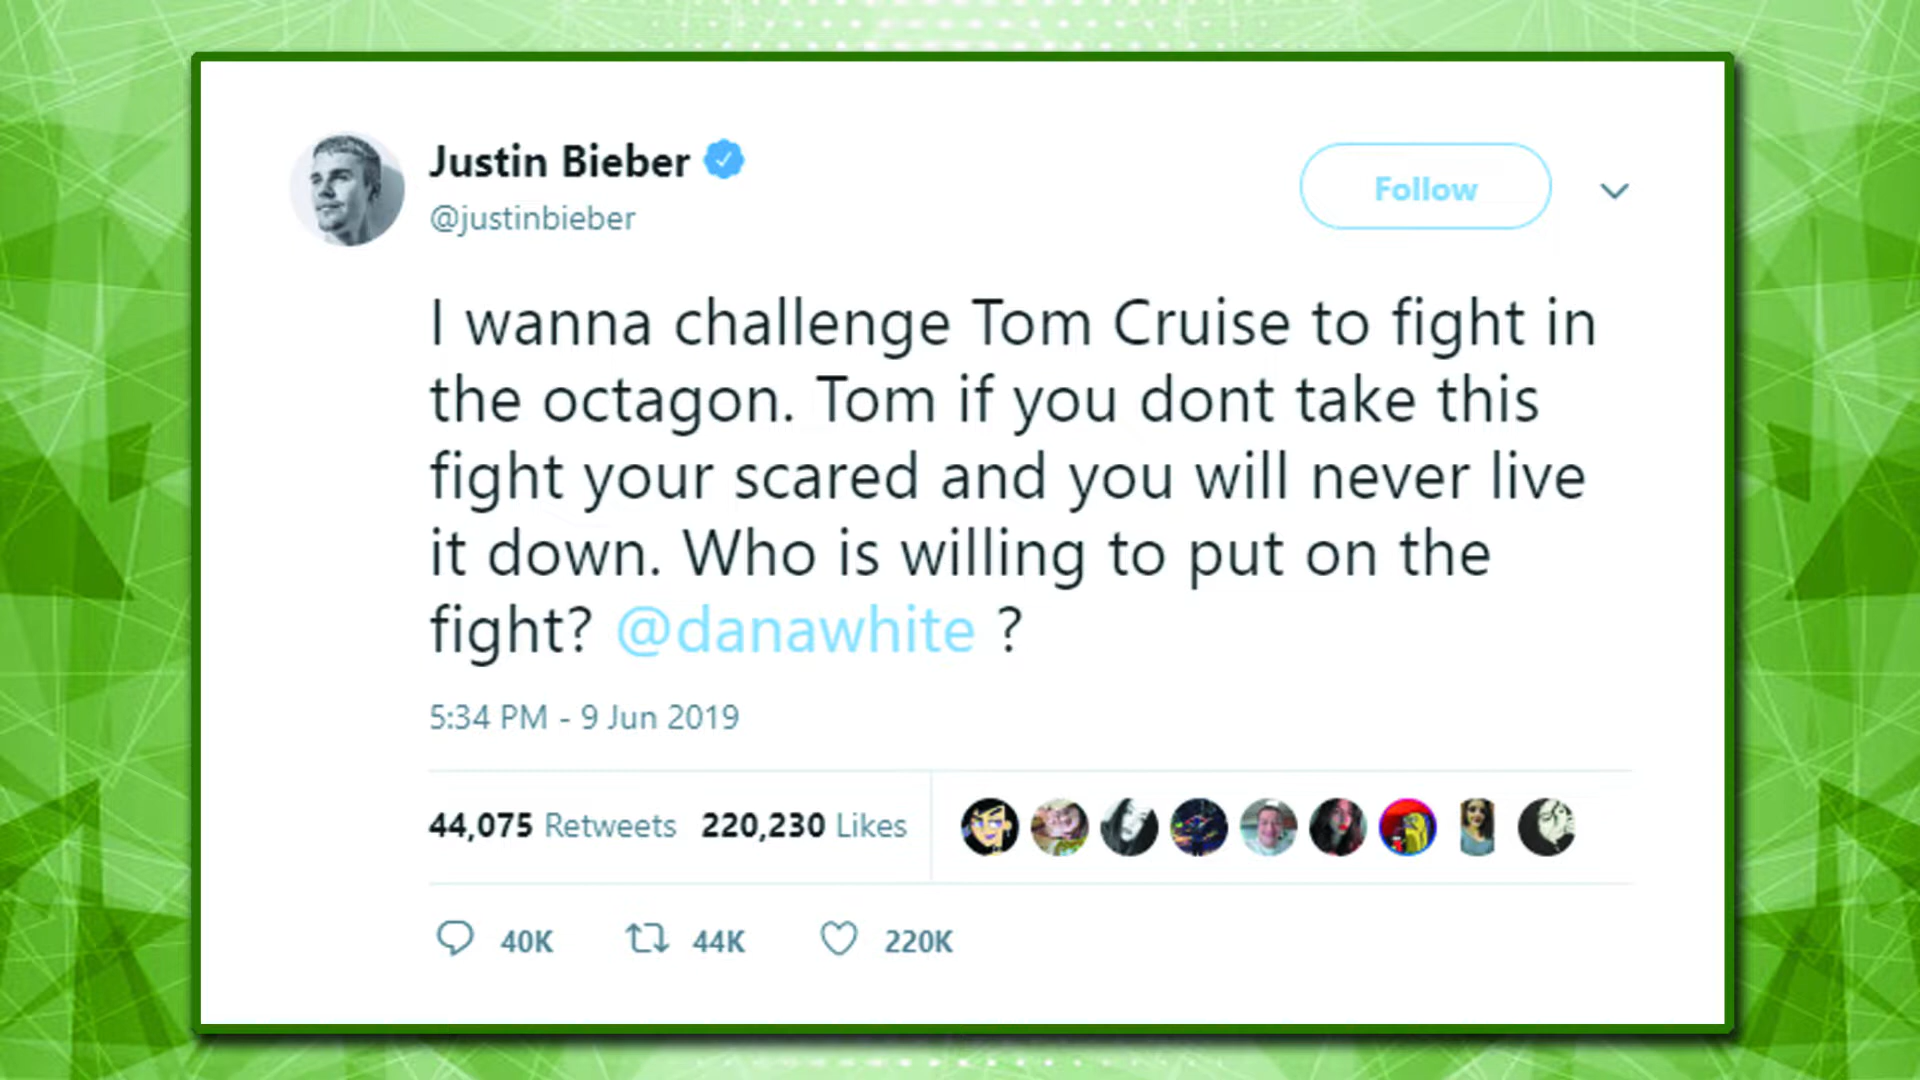 Justin Bieber
@justinbieber
Follow
I wanna challenge Tom Cruise to fight in
the octagon. Tom if you dont take this
fight your scared and you will never live
it down. Who is willing to put on the
fight? @danawhite ?
5:34 PM - 9 Jun 2019
44,075 Retweets 220,230 Likes
40K 44K 220K